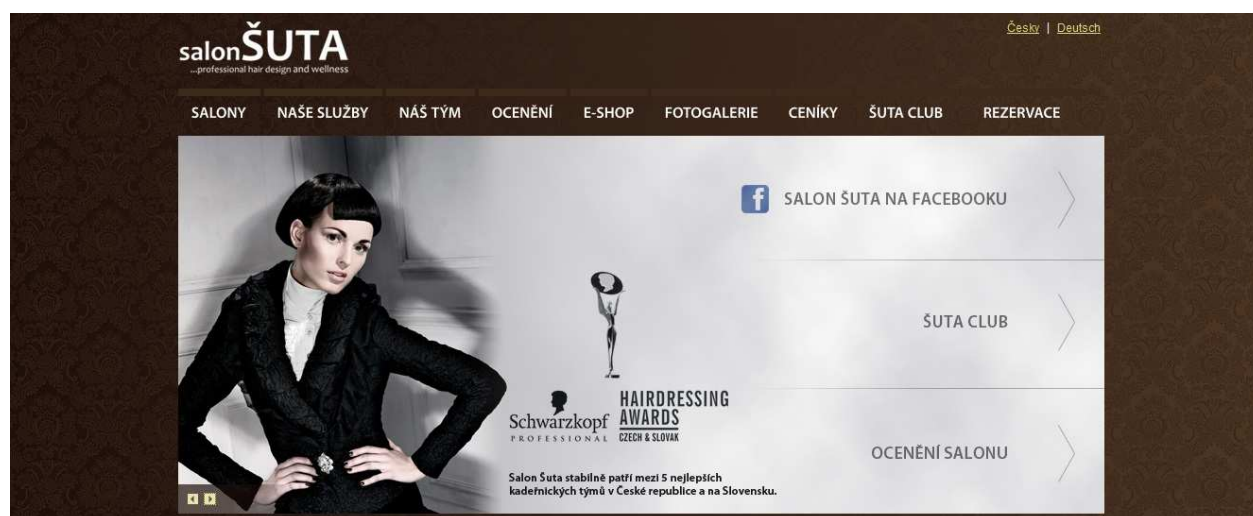 Česky | Deutsch
salonŠUTA
...professional hair design and wellness
SALONY NAŠE SLUŽBY NÁŠ TÝM OCENĚNÍ E-SHOP FOTOGALERIE CENÍKY ŠUTA CLUB REZERVACE
f SALON ŠUTA NA FACEBOOKU
ŠUTA CLUB
Schwarzkopf
PROFESSIONAL
HAIRDRESSING
AWARDS
CZECH & SLOVAK
OCENĚNÍ SALONU
Salon Šuta stabilně patří mezi 5 nejlepších
kadeřnických týmů v České republice a na Slovensku.